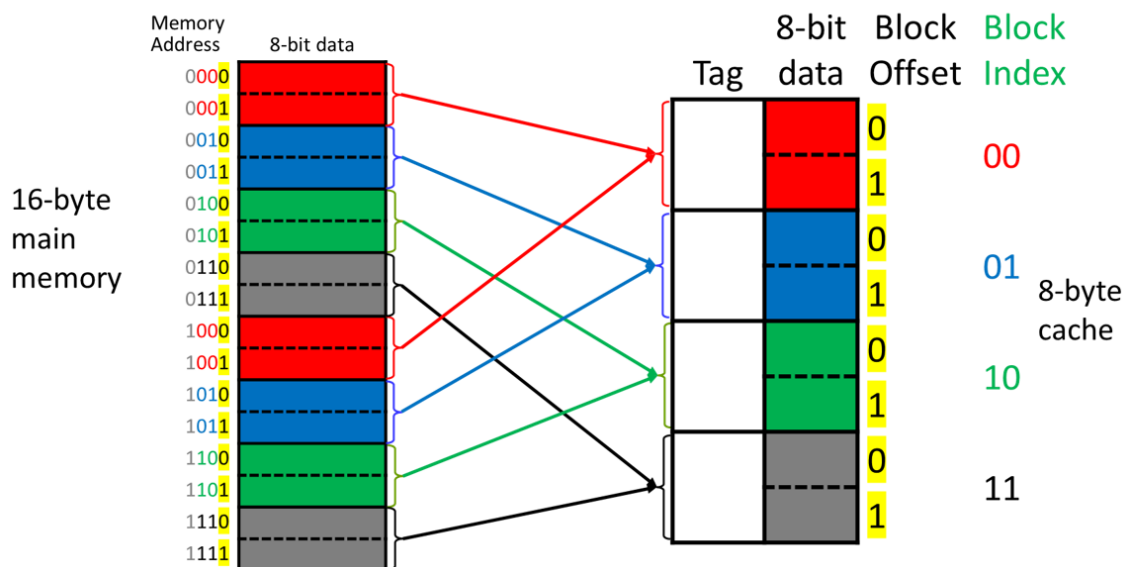 Memory
Address
8-bit data
0000
0001
0010
0011
0100
0101
0110
0111
1000
1001
1010
1011
1100
1101
1110
1111
16-byte
main
memory
8-bit Block Block
Tag data Offset Index
0
1
00
0
1
01
0
1
10
0
1
11
8-byte
cache